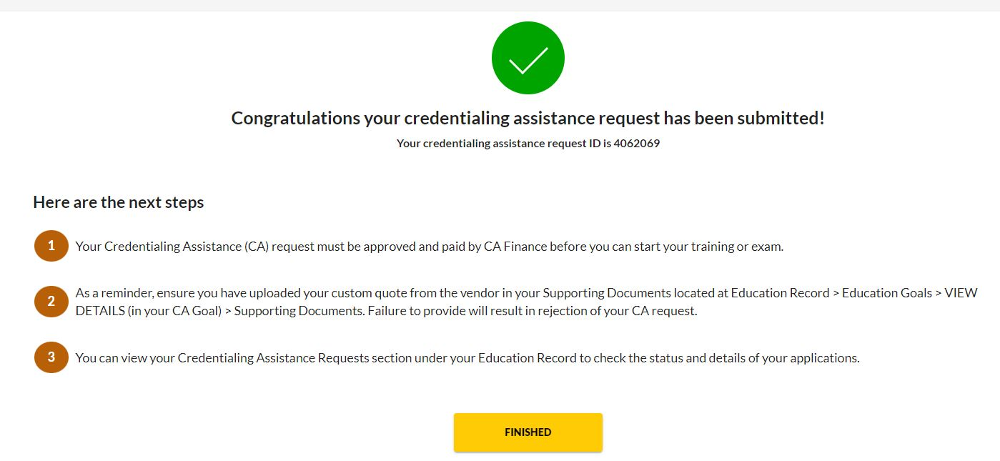 Congratulations your credentialing assistance request has been submitted!
Your credentialing assistance request ID is 4062069
Here are the next steps
1 Your Credentialing Assistance (CA) request must be approved and paid by CA Finance before you can start your training or exam.
2 As a reminder, ensure you have uploaded your custom quote from the vendor in your Supporting Documents located at Education Record > Education Goals > VIEW
DETAILS (in your CA Goal) > Supporting Documents. Failure to provide will result in rejection of your CA request.
3 You can view your Credentialing Assistance Requests section under your Education Record to check the status and details of your applications.
FINISHED